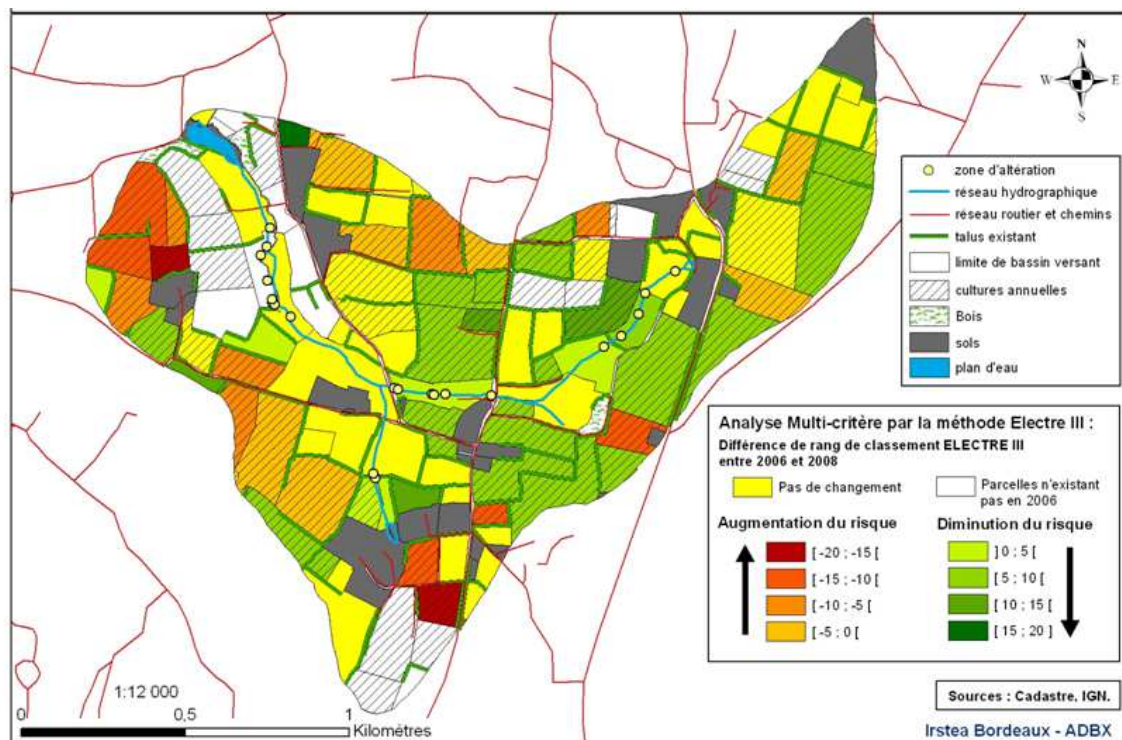 N
W
E
S
zone d'altération
réseau hydrographique
réseau routier et chemins
talus existant
limite de bassin versant
cultures annuelles
Bois
sols
plan d'eau
Analyse Multi-critère par la méthode Electre III :
Différence de rang de classement ELECTRE III
entre 2006 et 2008
Pas de changement
Parcelles n'existant
pas en 2006
Augmentation du risque
Diminution du risque
[ -20 ; -15 [
] 0 ; 5 [
[ -15 ; -10 [
[ 5 ; 10 [
[ -10 ; -5 [
[ 10 ; 15 [
[ -5 ; 0 [
[ 15 ; 20 ]
1:12 000
0
0,5
1
Kilométres
Sources : Cadastre, IGN.
Irstea Bordeaux - ADBX